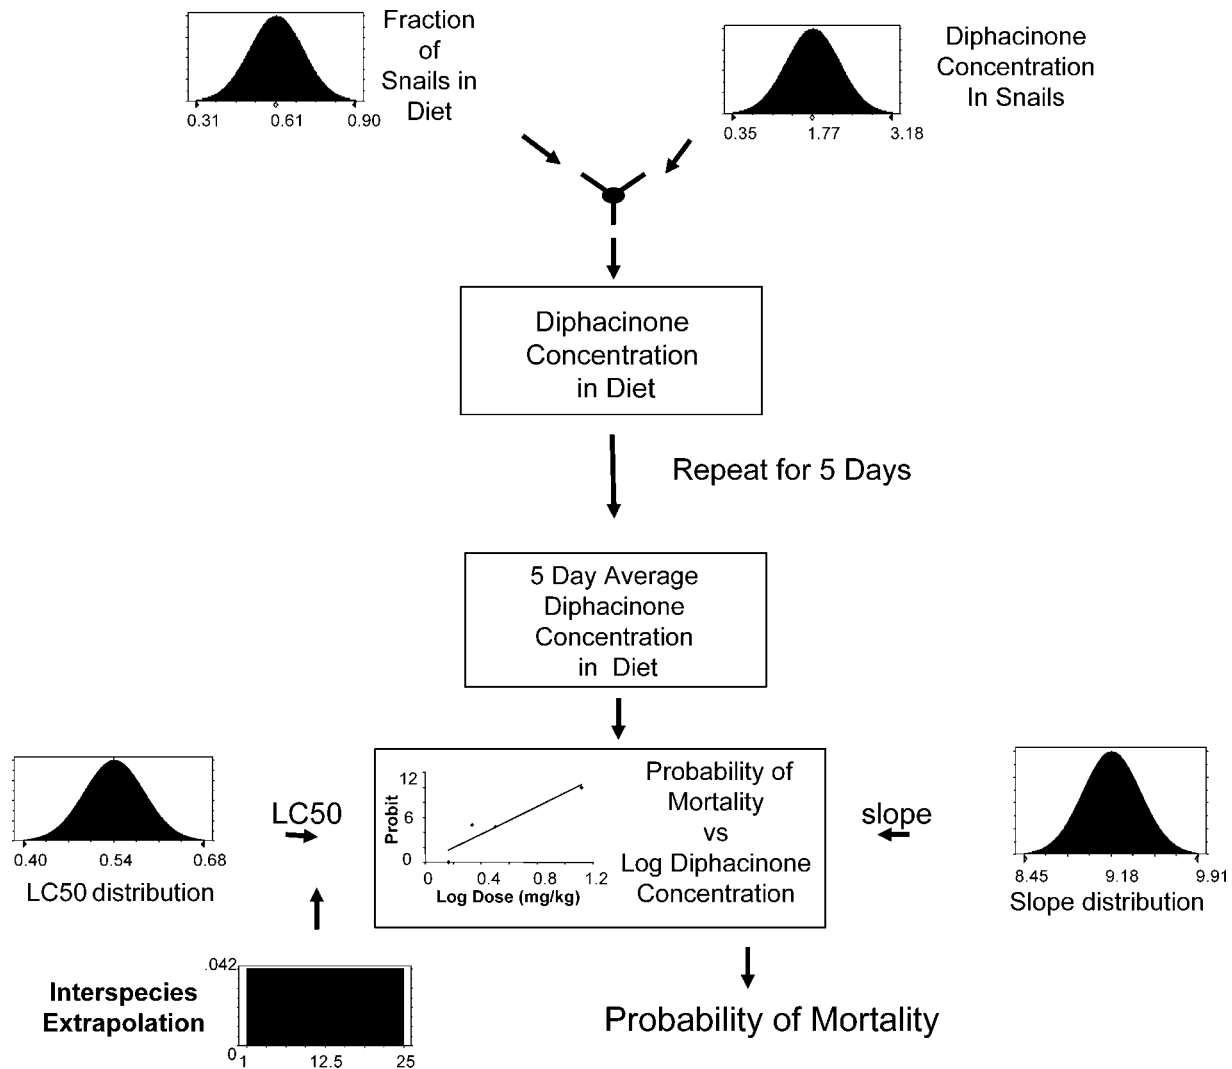 Fraction
of
Snails in
Diet
0.31 0.61 0.90
Diphacinone
Concentration
In Snails
0.35 1.77 3.18
Diphacinone
Concentration
in Diet
Repeat for 5 Days
5 Day Average
Diphacinone
Concentration
in Diet
0.40 0.54 0.68
LC50 distribution
LC50
12
6
0
Probit
0 0.4 0.8 1.2
Log Dose (mg/kg)
Probability of
Mortality
vs
Log Diphacinone
Concentration
slope
8.45 9.18 9.91
Slope distribution
Interspecies
Extrapolation
.042
0
1 12.5 25
Probability of Mortality